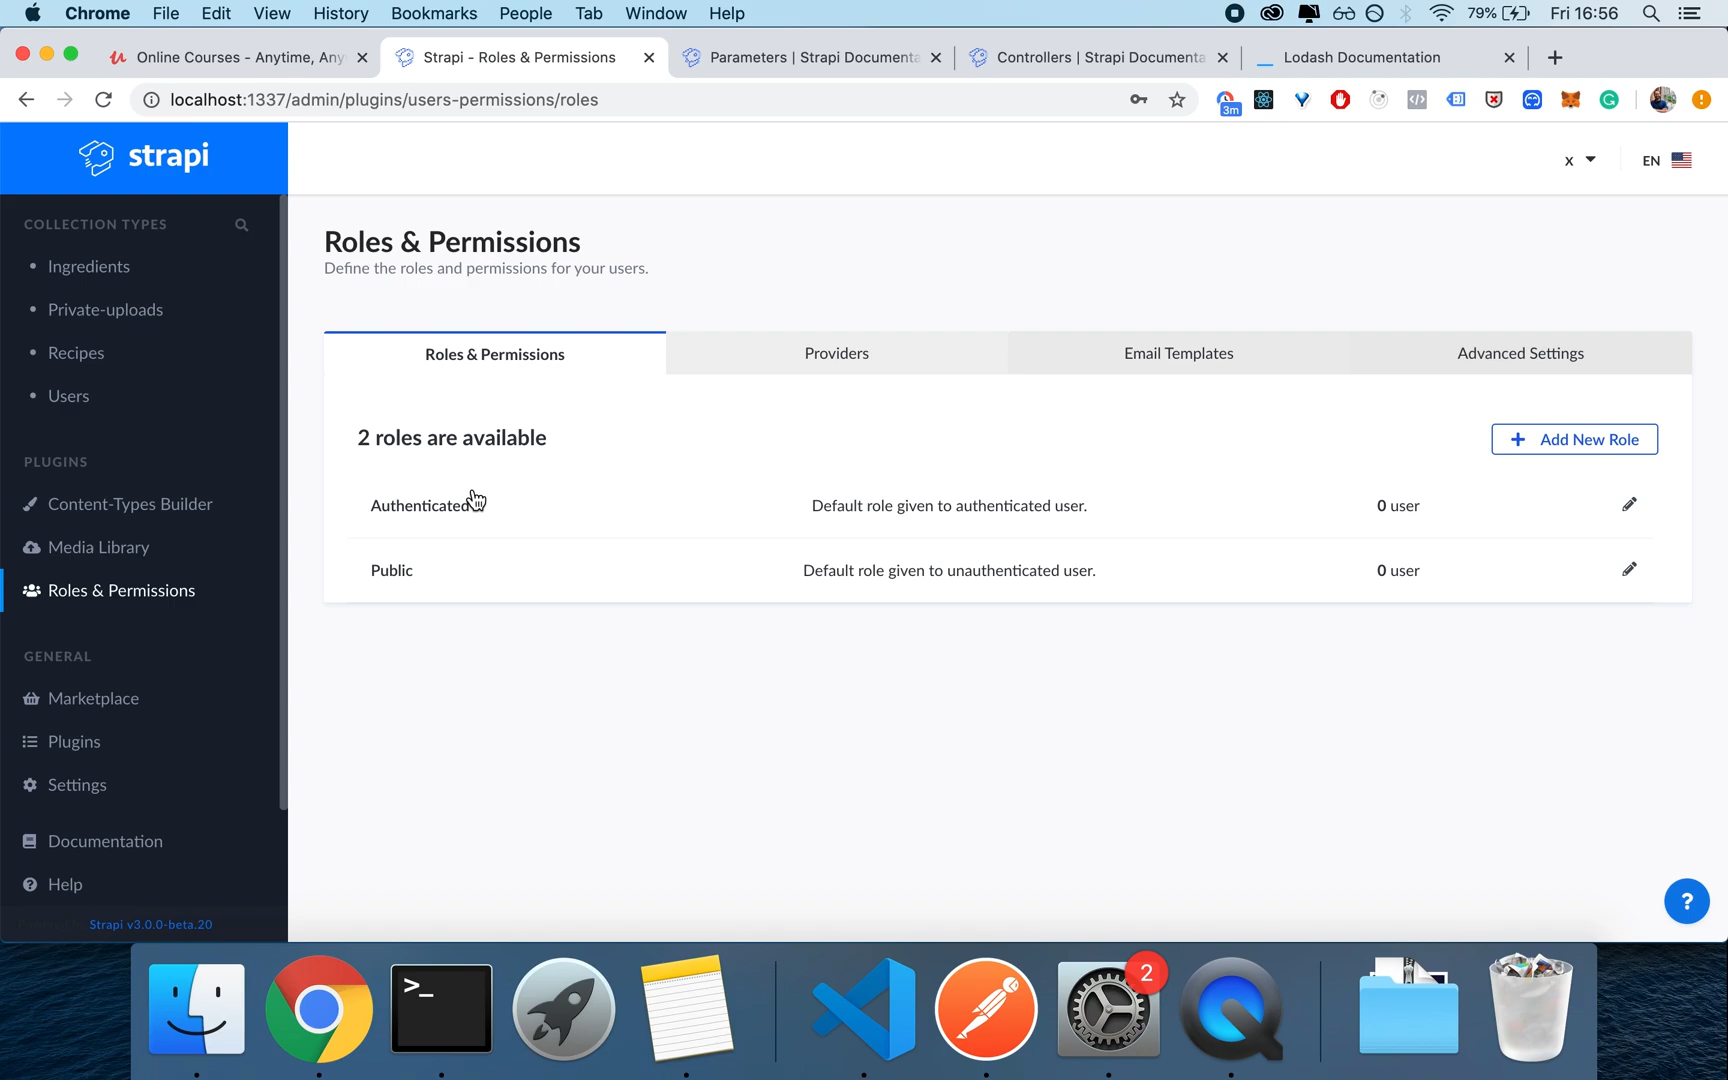 Chrome File Edit View History Bookmarks People Tab Window Help 79% Fri 16:56
Online Courses - Anytime, Any
Strapi - Roles & Permissions
Parameters | Strapi Documenta
Controllers | Strapi Documenta
Lodash Documentation
localhost:1337/admin/plugins/users-permissions/roles
3m
strapi
x
EN
COLLECTION TYPES
Ingredients
Private-uploads
Recipes
Users
PLUGINS
Content-Types Builder
Media Library
Roles & Permissions
GENERAL
Marketplace
Plugins
Settings
Documentation
Help
Strapi v3.0.0-beta.20
Roles & Permissions
Define the roles and permissions for your users.
Roles & Permissions Providers Email Templates Advanced Settings
2 roles are available
+ Add New Role
Authenticated Default role given to authenticated user. 0 user
Public Default role given to unauthenticated user. 0 user
?
>_
2